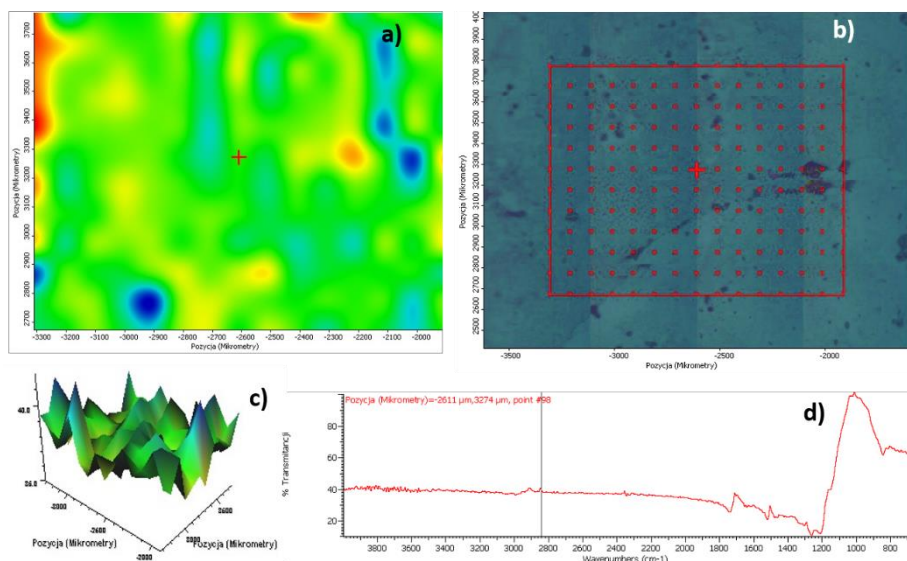 a)
3700
3600
3500
3400
3300
3200
3100
3000
2900
2800
2700
Pozycja (Mikrometry)
-3300 -3200 -3100 -3000 -2900 -2800 -2700 -2600 -2500 -2400 -2300 -2200 -2100 -2000
Pozycja (Mikrometry)
b)
3900
3800
3700
3600
3500
3400
3300
3200
3100
3000
2900
2800
2700
2600
2500
Pozycja (Mikrometry)
-3500 -3000 -2500 -2000
Pozycja (Mikrometry)
c)
40.0
-2600
Pozycja (Mikrometry)
Pozycja (Mikrometry)
d)
Pozycja (Mikrometry)=-2611 µm,3274 µm, point #98
% Transmitancji
100
80
60
40
20
3800 3600 3400 3200 3000 2800 2600 2400 2200 2000 1800 1600 1400 1200 1000 800
Wavenumbers (cm-1)